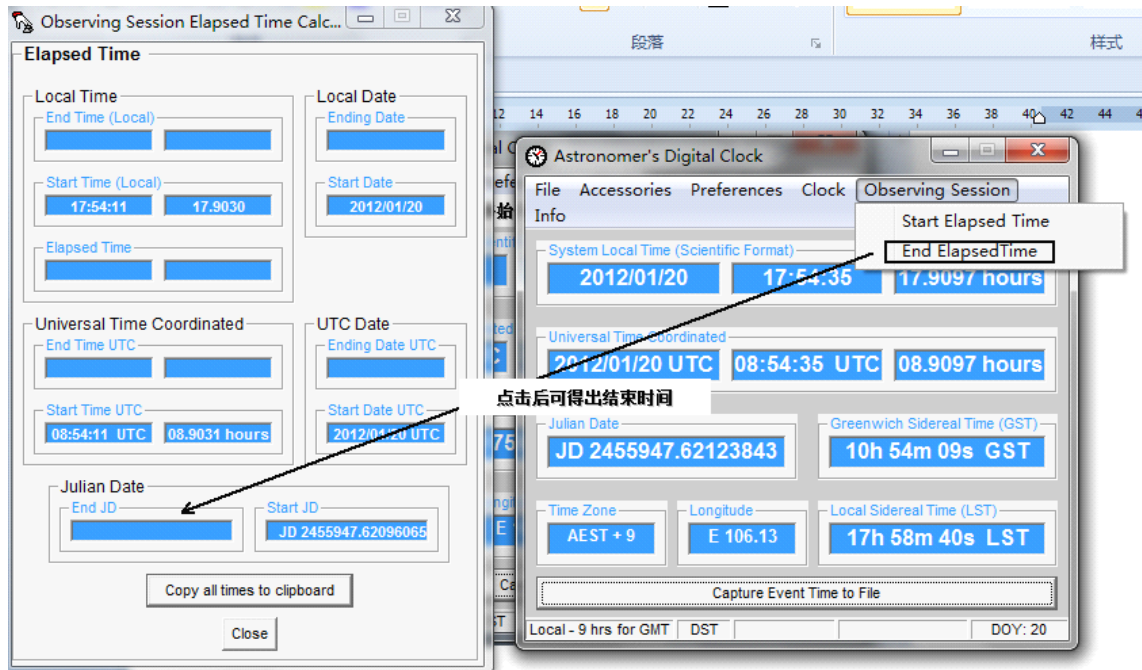 Observing Session Elapsed Time Calc...
Elapsed Time
Local Time
End Time (Local)
Start Time (Local)
17:54:11 17.9030
Elapsed Time
Local Date
Ending Date
Start Date
2012/01/20
Universal Time Coordinated
End Time UTC
Start Time UTC
08:54:11 UTC 08.9031 hours
UTC Date
Ending Date UTC
Start Date UTC
2012/01/20 UTC
Julian Date
End JD
Start JD
JD 2455947.62096065
Copy all times to clipboard
Close
段落
样式
12 14 16 18 20 22 24 26 28 30 32 34 36 38 40 42 44
Astronomer's Digital Clock
File Accessories Preferences Clock Observing Session
Info
Start Elapsed Time
End ElapsedTime
System Local Time (Scientific Format)
2012/01/20 17:54:35 17.9097 hours
Universal Time Coordinated
2012/01/20 UTC 08:54:35 UTC 08.9097 hours
点击后可得出结束时间
Julian Date
JD 2455947.62123843
Greenwich Sidereal Time (GST)
10h 54m 09s GST
Time Zone
AEST + 9
Longitude
E 106.13
Local Sidereal Time (LST)
17h 58m 40s LST
Capture Event Time to File
Local - 9 hrs for GMT DST DOY: 20